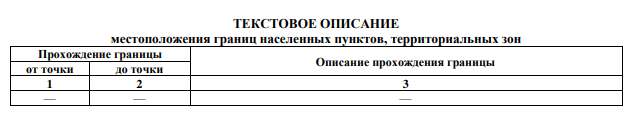 ТЕКСТОВОЕ ОПИСАНИЕ
местоположения границ населенных пунктов, территориальных зон
Прохождение границы
Описание прохождения границы
от точки до точки
1 2 3
— — —